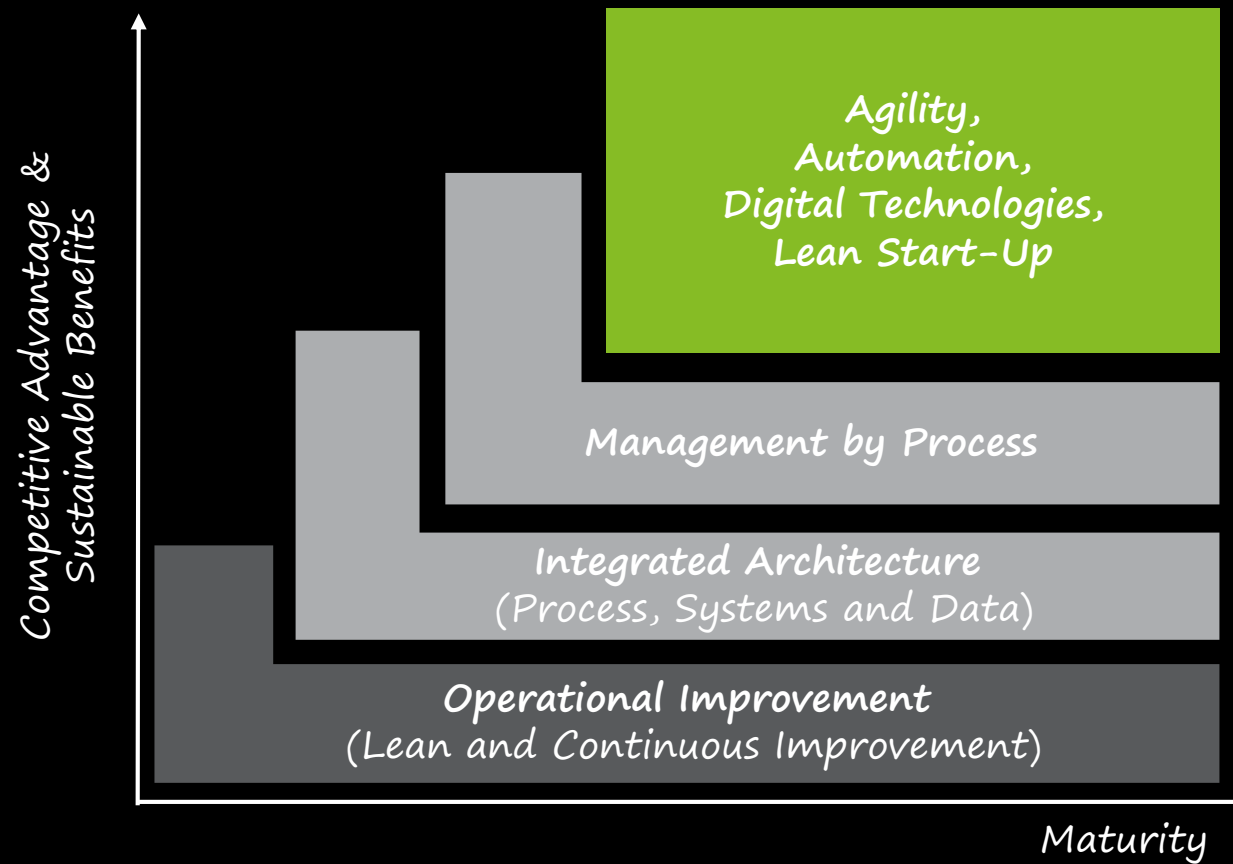 Competitive Advantage &
Sustainable Benefits
Agility,
Automation,
Digital Technologies,
Lean Start-Up
Management by Process
Integrated Architecture
(Process, Systems and Data)
Operational Improvement
(Lean and Continuous Improvement)
Maturity